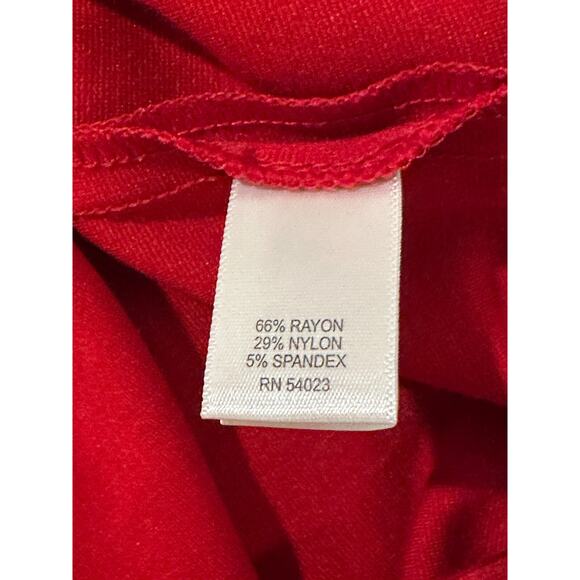 66% RAYON
29% NYLON
5% SPANDEX
RN 54023